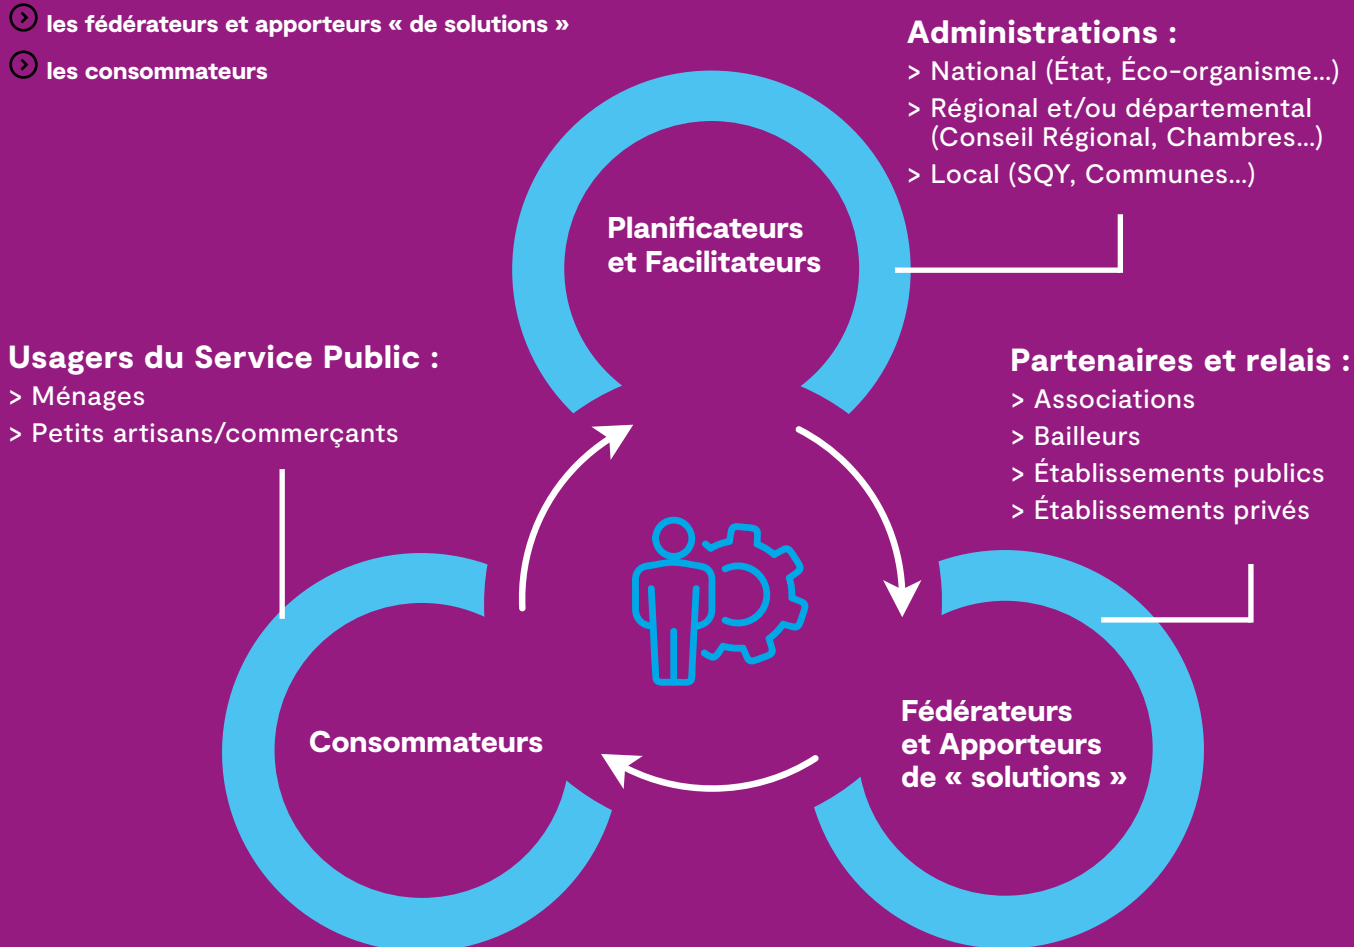 les fédérateurs et apporteurs « de solutions »
les consommateurs
Administrations :
> National (État, Éco-organisme...)
> Régional et/ou départemental
(Conseil Régional, Chambres...)
> Local (SQY, Communes...)
Planificateurs
et Facilitateurs
Usagers du Service Public :
> Ménages
> Petits artisans/commerçants
Partenaires et relais :
> Associations
> Bailleurs
> Établissements publics
> Établissements privés
Consommateurs
Fédérateurs
et Apporteurs
de « solutions »